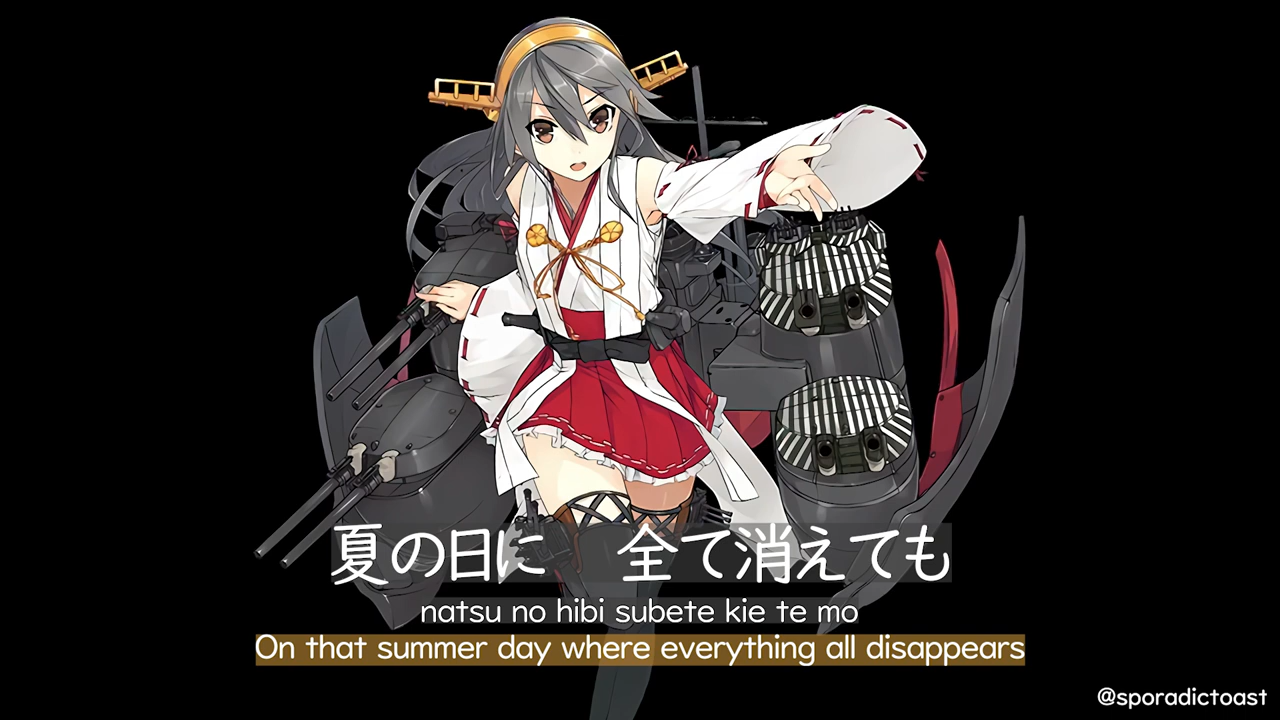 夏の日に　全て消えても
natsu no hibi subete kie te mo
On that summer day where everything all disappears
@sporadictoast